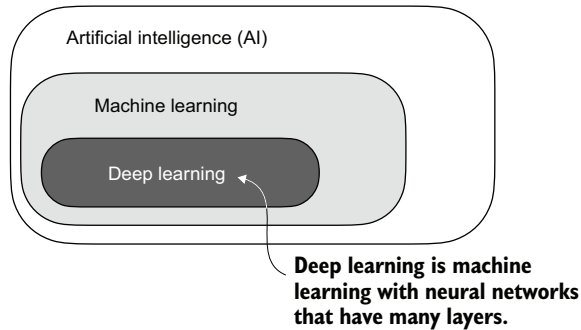 Artificial intelligence (AI)
Machine learning
Deep learning
Deep learning is machine
learning with neural networks
that have many layers.